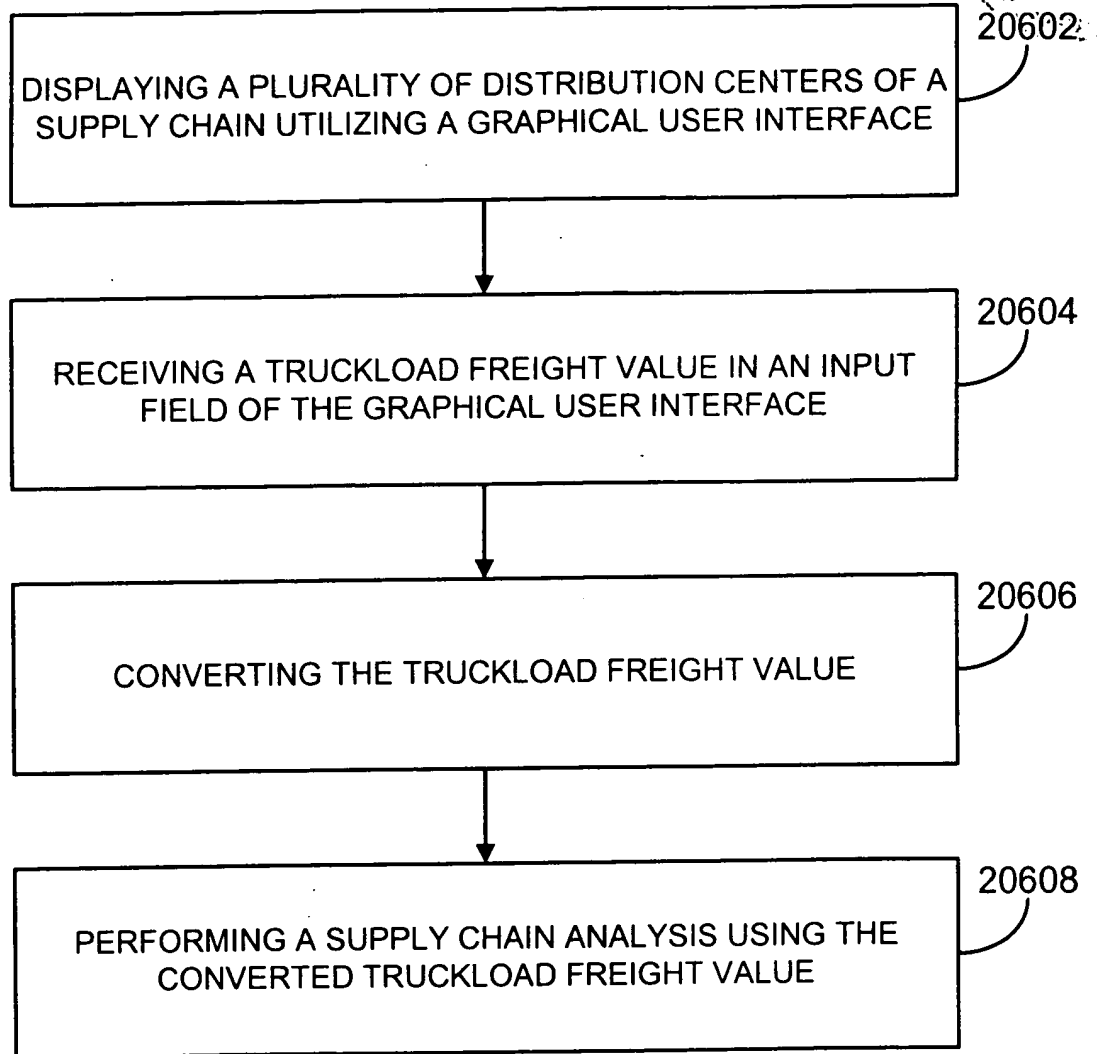 20602
DISPLAYING A PLURALITY OF DISTRIBUTION CENTERS OF A
SUPPLY CHAIN UTILIZING A GRAPHICAL USER INTERFACE
20604
RECEIVING A TRUCKLOAD FREIGHT VALUE IN AN INPUT
FIELD OF THE GRAPHICAL USER INTERFACE
20606
CONVERTING THE TRUCKLOAD FREIGHT VALUE
20608
PERFORMING A SUPPLY CHAIN ANALYSIS USING THE
CONVERTED TRUCKLOAD FREIGHT VALUE